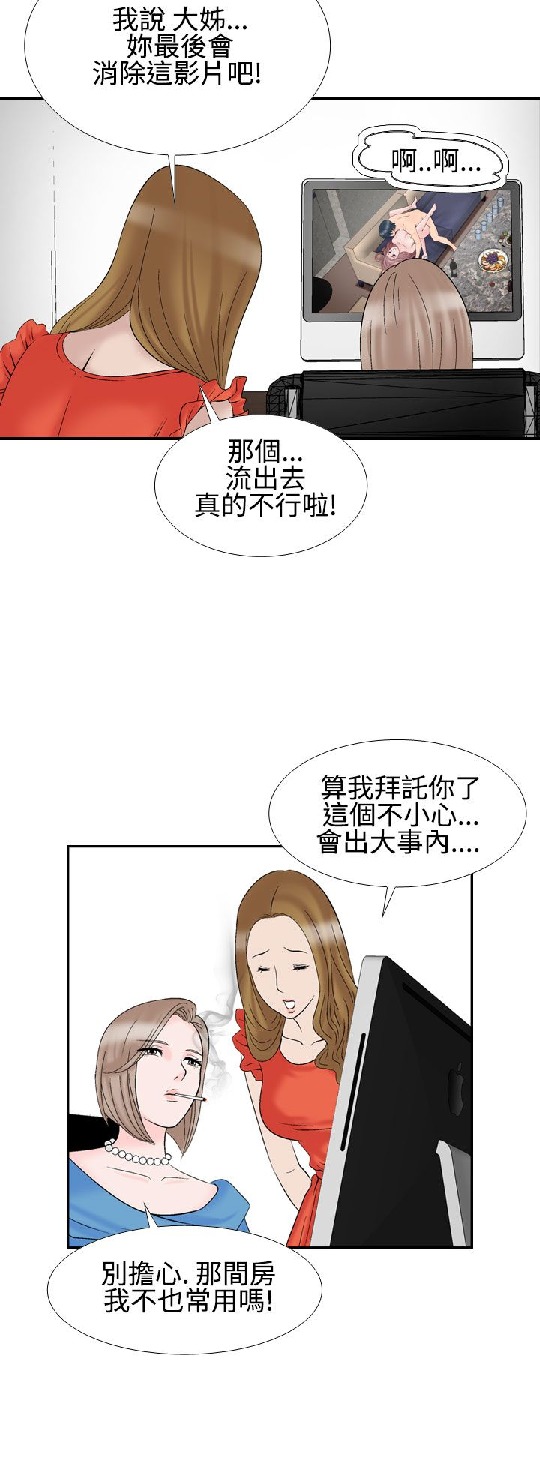 我說 大姊...
妳最後會
消除這影片吧!
啊..啊...
那個...
流出去
真的不行啦!
算我拜託你了
這個不小心...
會出大事內....
別擔心. 那間房
我不也常用嗎!